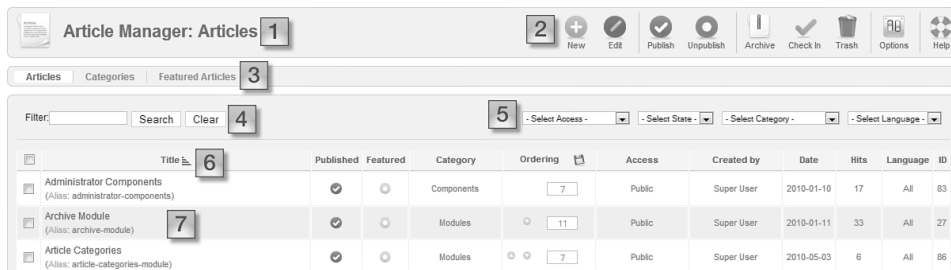 Article Manager: Articles 1
2 New Edit Publish Unpublish Archive Check In Trash Options Help
Articles Categories Featured Articles 3
Filter: Search Clear 4
5 - Select Access - - Select State - - Select Category - - Select Language -
Title 6 Published Featured Category Ordering Access Created by Date Hits Language ID
Administrator Components
(Alias: administrator-components) Components 7 Public Super User 2010-01-10 17 All 83
Archive Module
(Alias: archive-module) 7 Modules 11 Public Super User 2010-01-11 33 All 27
Article Categories
(Alias: article-categories-module) Modules 7 Public Super User 2010-05-03 6 All 86